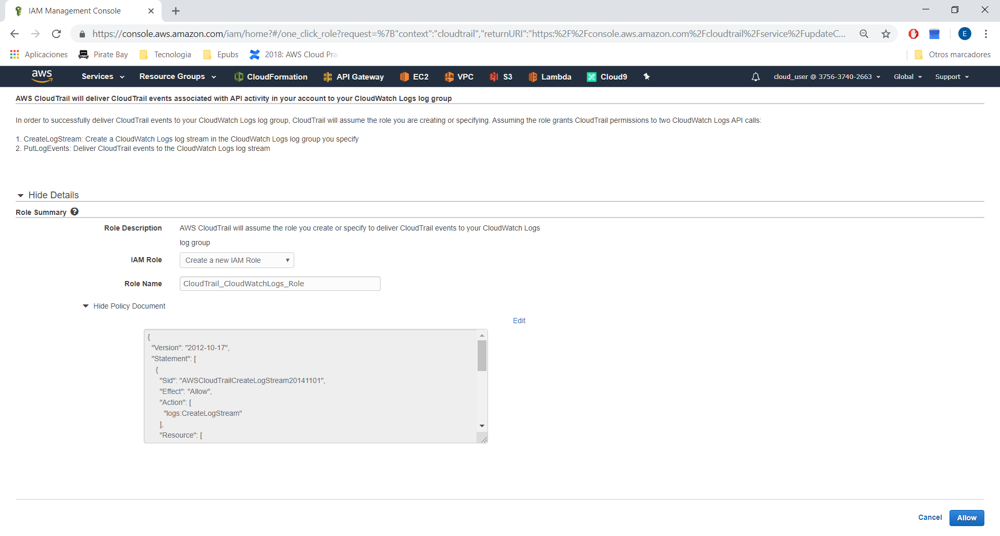 IAM Management Console
https://console.aws.amazon.com/iam/home?#/one_click_role?request=%7B"context":"cloudtrail","returnURI":"https:%2F%2Fconsole.aws.amazon.com%2Fcloudtrail%2Fservice%2FupdateC...
E
Aplicaciones Pirate Bay Tecnologia Epubs 2018: AWS Cloud Pra Otros marcadores
aws Services Resource Groups CloudFormation API Gateway EC2 VPC S3 Lambda Cloud9 cloud_user @ 3756-3740-2663 Global Support
AWS CloudTrail will deliver CloudTrail events associated with API activity in your account to your CloudWatch Logs log group
In order to successfully deliver CloudTrail events to your CloudWatch Logs log group, CloudTrail will assume the role you are creating or specifying. Assuming the role grants CloudTrail permissions to two CloudWatch Logs API calls:
1. CreateLogStream: Create a CloudWatch Logs log stream in the CloudWatch Logs log group you specify
2. PutLogEvents: Deliver CloudTrail events to the CloudWatch Logs log stream
Hide Details
Role Summary ?
Role Description AWS CloudTrail will assume the role you create or specify to deliver CloudTrail events to your CloudWatch Logs
log group
IAM Role Create a new IAM Role
Role Name CloudTrail_CloudWatchLogs_Role
Hide Policy Document
Edit
{
"Version": "2012-10-17",
"Statement": [
{
"Sid": "AWSCloudTrailCreateLogStream20141101",
"Effect": "Allow",
"Action": [
"logs:CreateLogStream"
],
"Resource": [
Cancel Allow